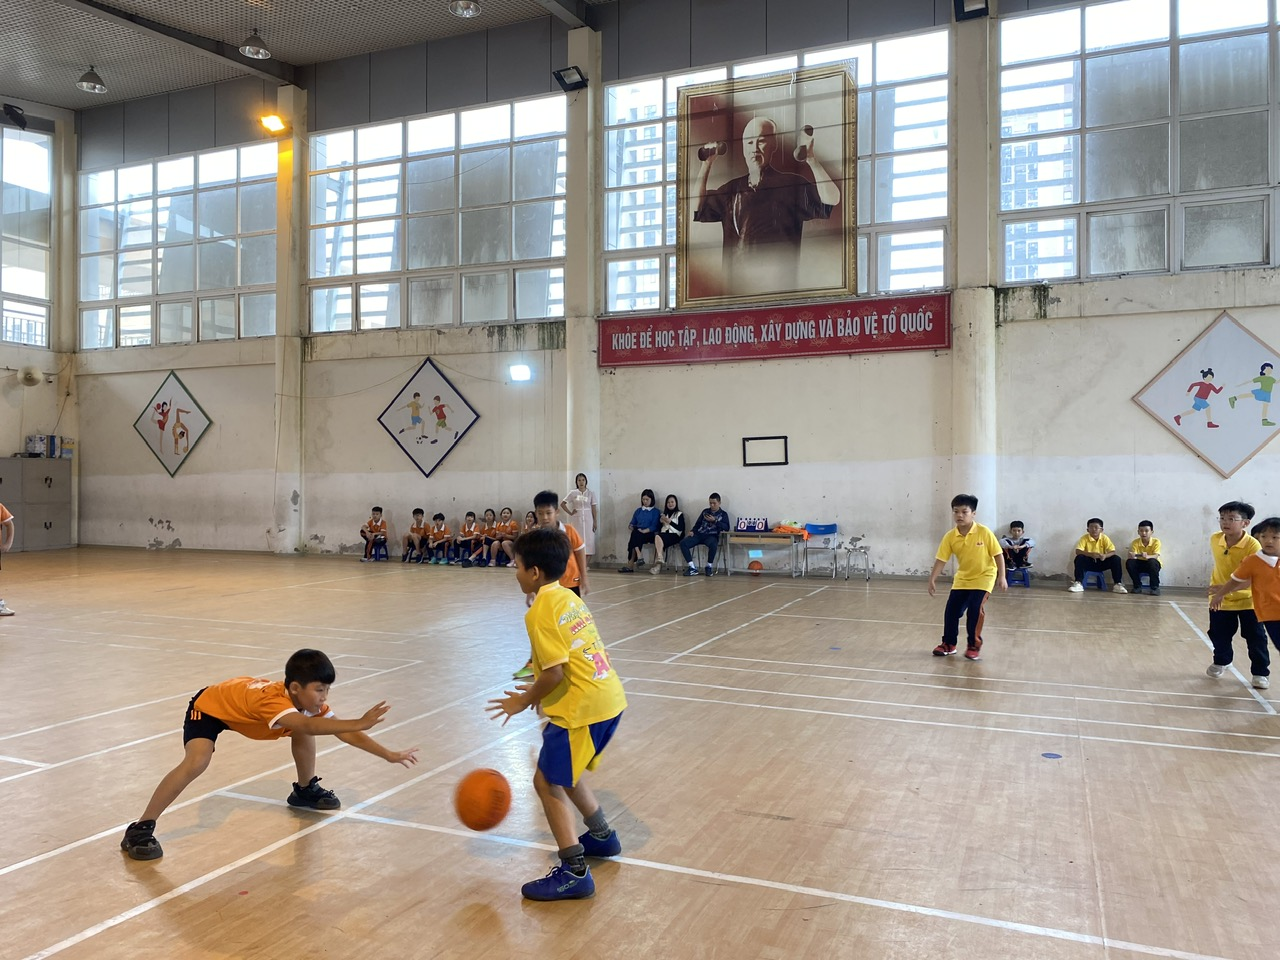 KHỎE ĐỂ HỌC TẬP, LAO ĐỘNG, XÂY DỰNG VÀ BẢO VỆ TỔ QUỐC